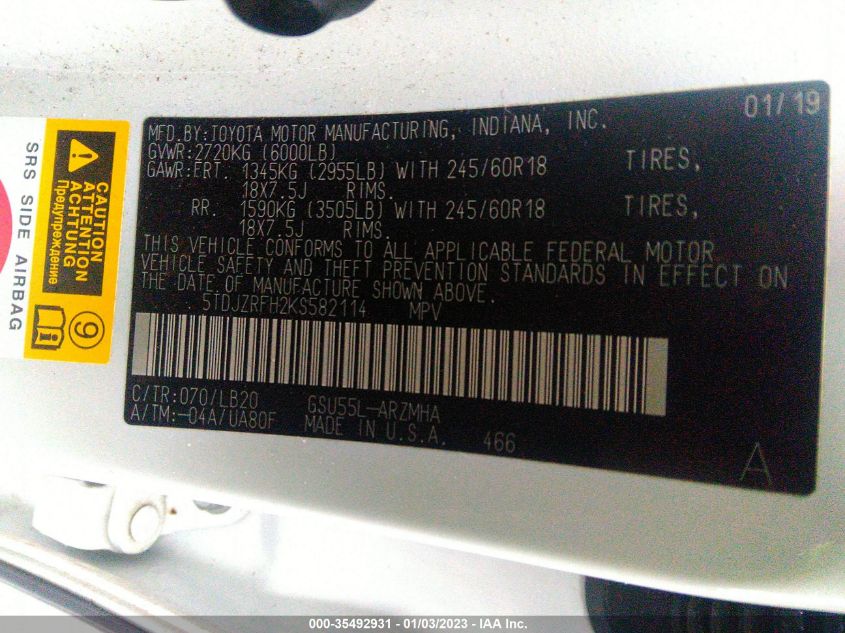 01/19
MFD.BY:TOYOTA MOTOR MANUFACTURING, INDIANA, INC.
GVWR:2720KG (6000LB)
GAWR:FRT. 1345KG (2955LB) WITH 245/60R18 TIRES,
18X7.5J RIMS.
RR. 1590KG (3505LB) WITH 245/60R18 TIRES,
18X7.5J RIMS.
THIS VEHICLE CONFORMS TO ALL APPLICABLE FEDERAL MOTOR
VEHICLE SAFETY AND THEFT PREVENTION STANDARDS IN EFFECT ON
THE DATE OF MANUFACTURE SHOWN ABOVE.
5TDJZRFH2KS582114 MPV
C/TR:070/LB20 GSU55L-ARZMHA
A/TM:-04A/UA80F MADE IN U.S.A. 466
A
SRS SIDE AIRBAG
CAUTION
ATTENTION
ACHTUNG
Предупреждение
9
000-35492931 - 01/03/2023 - IAA Inc.